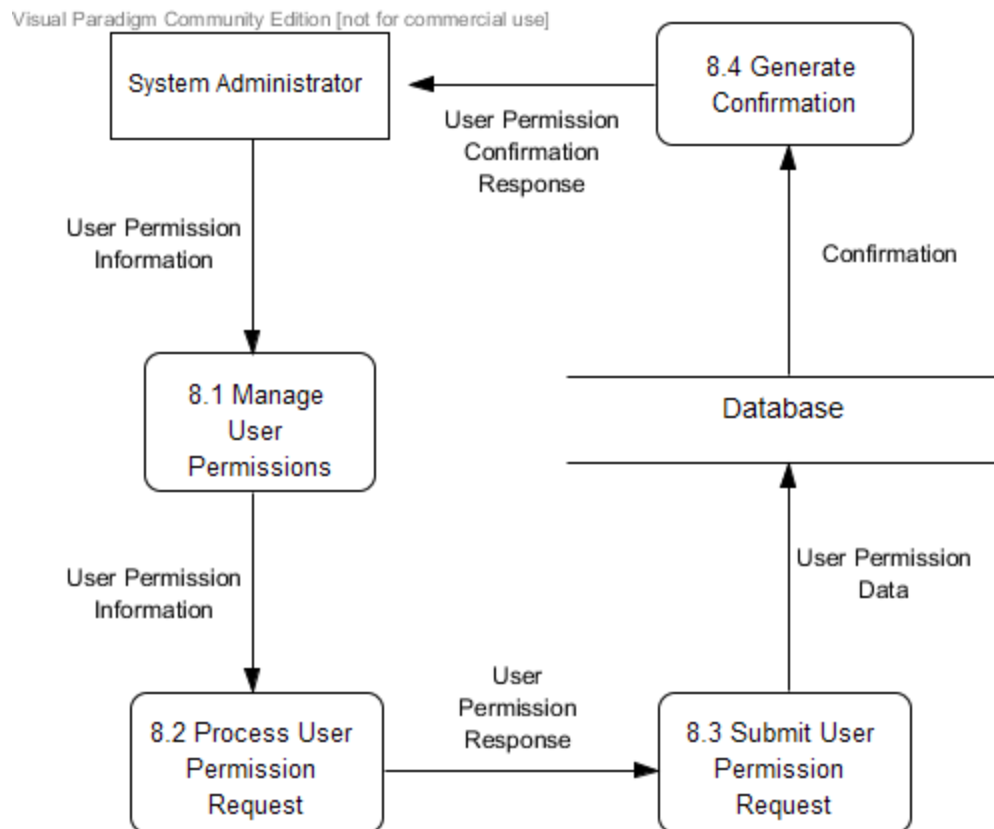 Visual Paradigm Community Edition [not for commercial use]
System Administrator
8.4 Generate
Confirmation
User Permission
Confirmation
Response
User Permission
Information
Confirmation
8.1 Manage
User
Permissions
Database
User Permission
Information
User Permission
Data
User
Permission
Response
8.2 Process User
Permission
Request
8.3 Submit User
Permission
Request